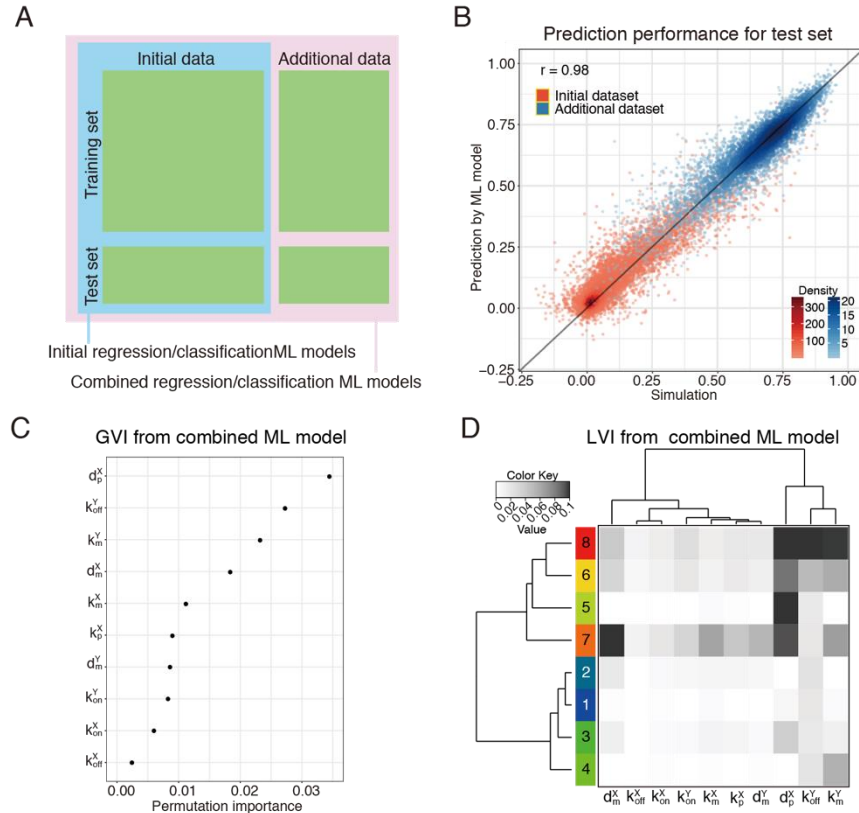 A
Initial data
Additional data
Training set
Test set
Initial regression/classificationML models
Combined regression/classification ML models
B
Prediction performance for test set
r = 0.98
Initial dataset
Additional dataset
Prediction by ML model
1.00
0.75
0.50
0.25
0.00
−0.25
Density
300
200
100
20
15
10
5
−0.25 0.00 0.25 0.50 0.75 1.00
Simulation
C
GVI from combined ML model
d_p^X
k_off^Y
k_m^Y
d_m^X
k_m^X
k_p^X
d_m^Y
k_on^Y
k_on^X
k_off^X
0.00 0.01 0.02 0.03
Permutation importance
D
LVI from combined ML model
Color Key
0 0.02 0.04 0.06 0.08 0.1
Value
8
6
5
7
2
1
3
4
d_m^X k_off^X k_on^X k_on^Y k_m^X k_p^X d_m^Y d_p^X k_off^Y k_m^Y